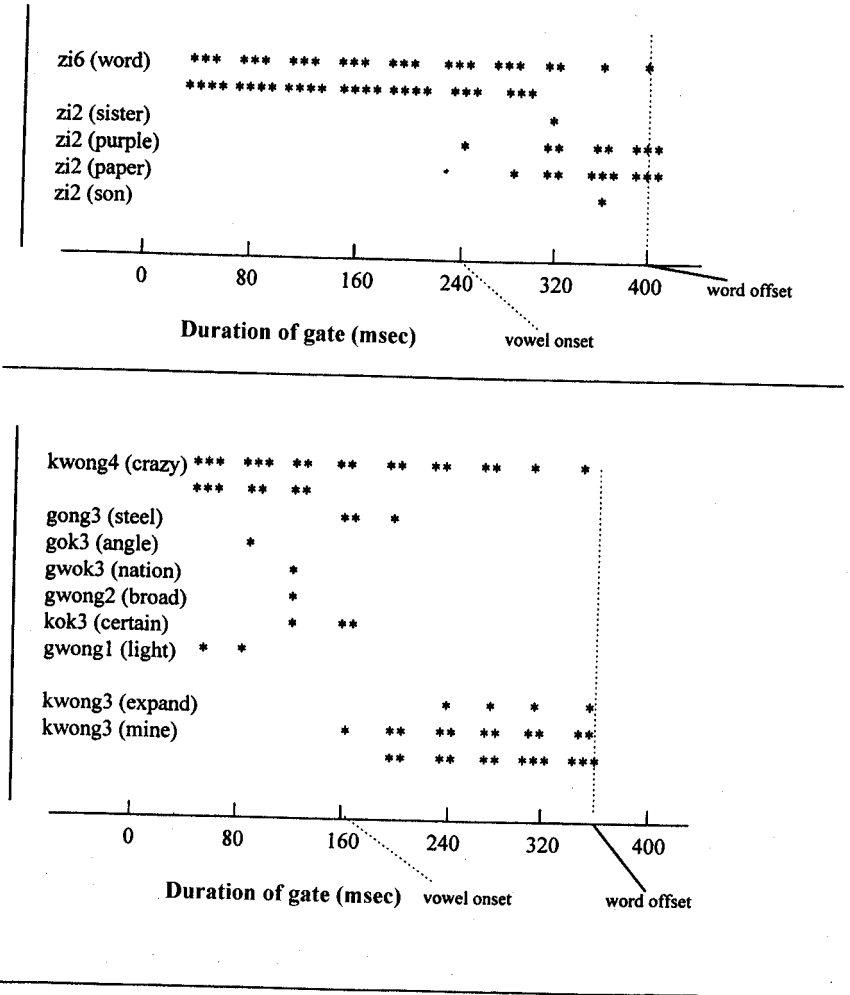 zi6 (word) *** *** *** *** *** *** *** ** * *
**** **** **** **** **** *** ***
zi2 (sister) *
zi2 (purple) * ** ** ***
zi2 (paper) * ** *** ***
zi2 (son) *
0 80 160 240 320 400
word offset
Duration of gate (msec) vowel onset
kwong4 (crazy) *** *** ** ** ** ** ** * *
*** ** **
gong3 (steel) ** *
gok3 (angle) *
gwok3 (nation) *
gwong2 (broad) *
kok3 (certain) * **
gwong1 (light) * *
kwong3 (expand) * * * *
kwong3 (mine) * ** ** ** ** **
** ** ** *** ***
0 80 160 240 320 400
Duration of gate (msec) vowel onset word offset